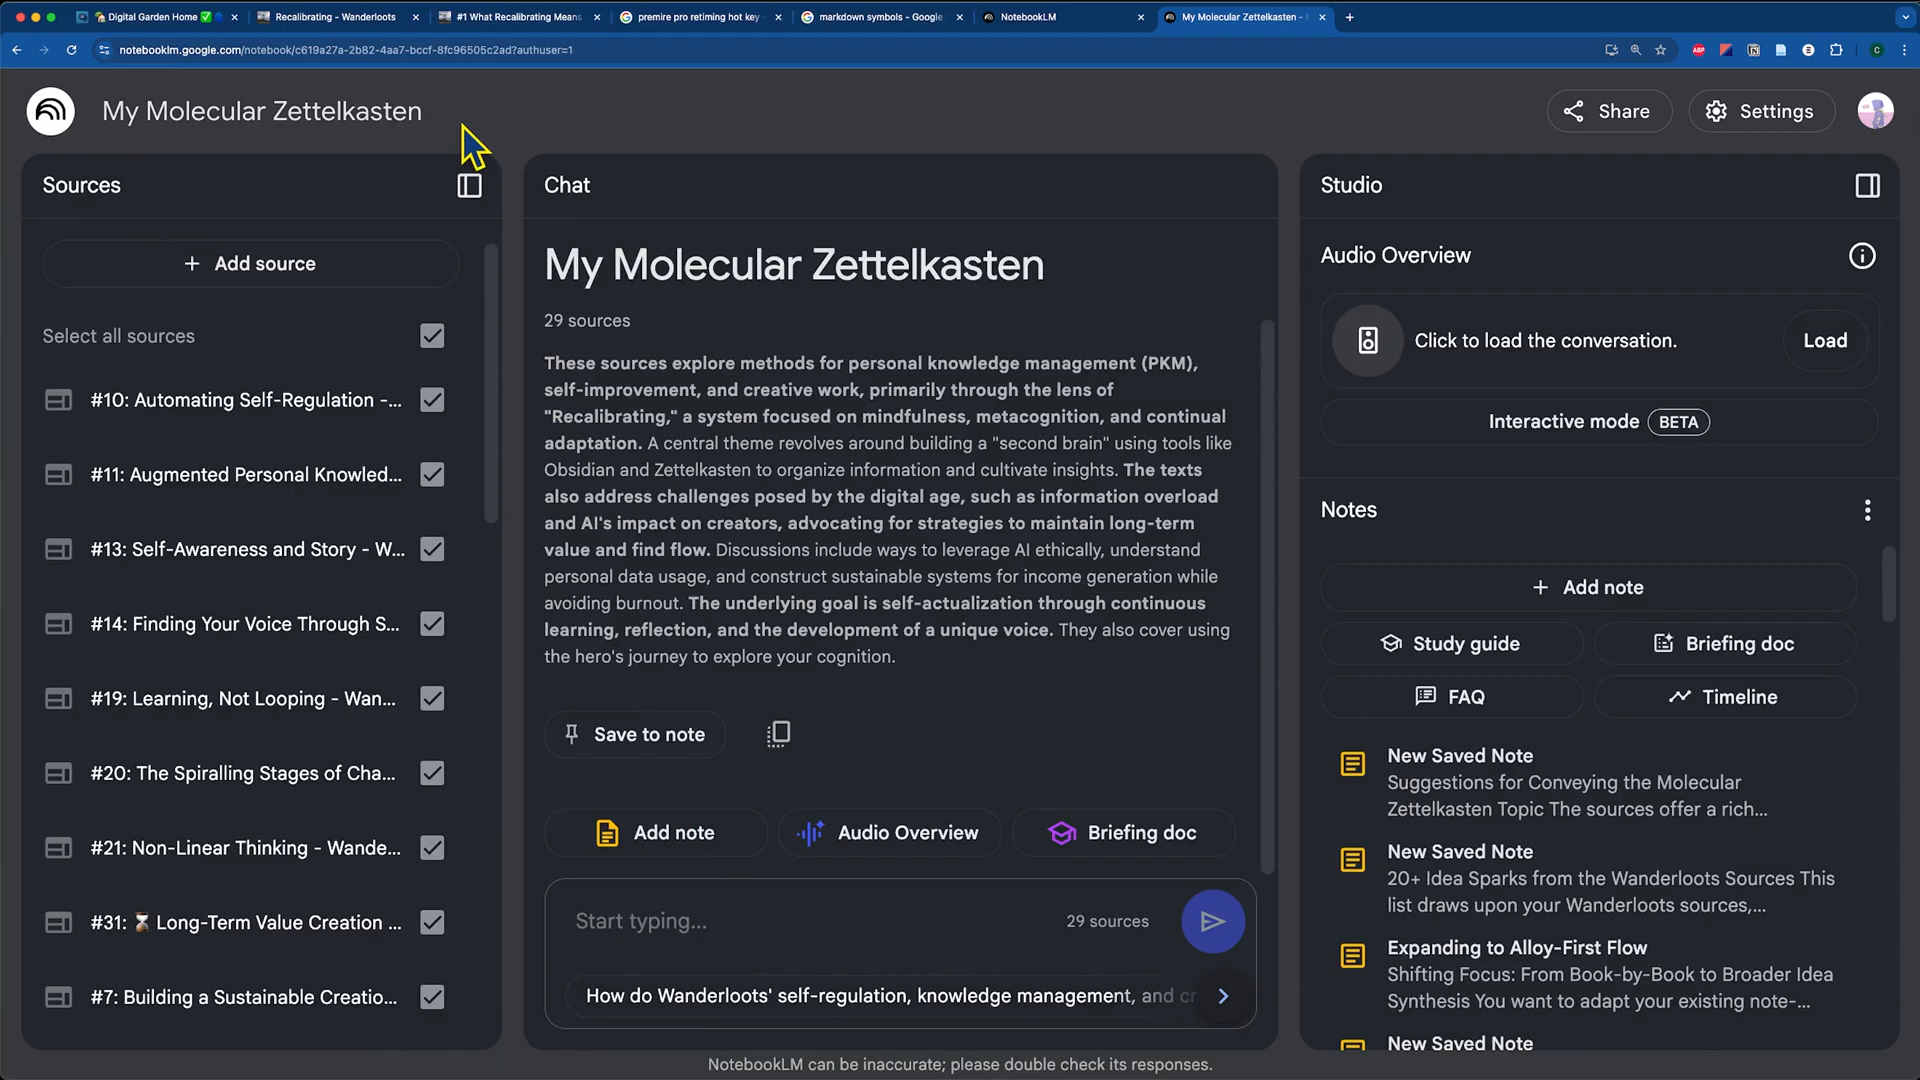 Digital Garden Home
Recalibrating - Wanderloots
#1 What Recalibrating Means
premire pro retiming hot key -
markdown symbols - Google
NotebookLM
My Molecular Zettelkasten -
notebooklm.google.com/notebook/c619a27a-2b82-4aa7-bccf-8fc96505c2ad?authuser=1
ABP
C
My Molecular Zettelkasten
Share
Settings
Sources
Add source
Select all sources
#10: Automating Self-Regulation -...
#11: Augmented Personal Knowled...
#13: Self-Awareness and Story - W...
#14: Finding Your Voice Through S...
#19: Learning, Not Looping - Wan...
#20: The Spiralling Stages of Cha...
#21: Non-Linear Thinking - Wande...
#31: ⏳ Long-Term Value Creation ...
#7: Building a Sustainable Creatio...
Chat
My Molecular Zettelkasten
29 sources
These sources explore methods for personal knowledge management (PKM),
self-improvement, and creative work, primarily through the lens of
"Recalibrating," a system focused on mindfulness, metacognition, and continual
adaptation. A central theme revolves around building a "second brain" using tools like
Obsidian and Zettelkasten to organize information and cultivate insights. The texts
also address challenges posed by the digital age, such as information overload
and AI's impact on creators, advocating for strategies to maintain long-term
value and find flow. Discussions include ways to leverage AI ethically, understand
personal data usage, and construct sustainable systems for income generation while
avoiding burnout. The underlying goal is self-actualization through continuous
learning, reflection, and the development of a unique voice. They also cover using
the hero's journey to explore your cognition.
Save to note
Add note
Audio Overview
Briefing doc
Start typing...
29 sources
How do Wanderloots' self-regulation, knowledge management, and cr
Studio
Audio Overview
Click to load the conversation.
Load
Interactive mode
BETA
Notes
Add note
Study guide
Briefing doc
FAQ
Timeline
New Saved Note
Suggestions for Conveying the Molecular
Zettelkasten Topic The sources offer a rich...
New Saved Note
20+ Idea Sparks from the Wanderloots Sources This
list draws upon your Wanderloots sources,...
Expanding to Alloy-First Flow
Shifting Focus: From Book-by-Book to Broader Idea
Synthesis You want to adapt your existing note-...
New Saved Note
NotebookLM can be inaccurate; please double check its responses.